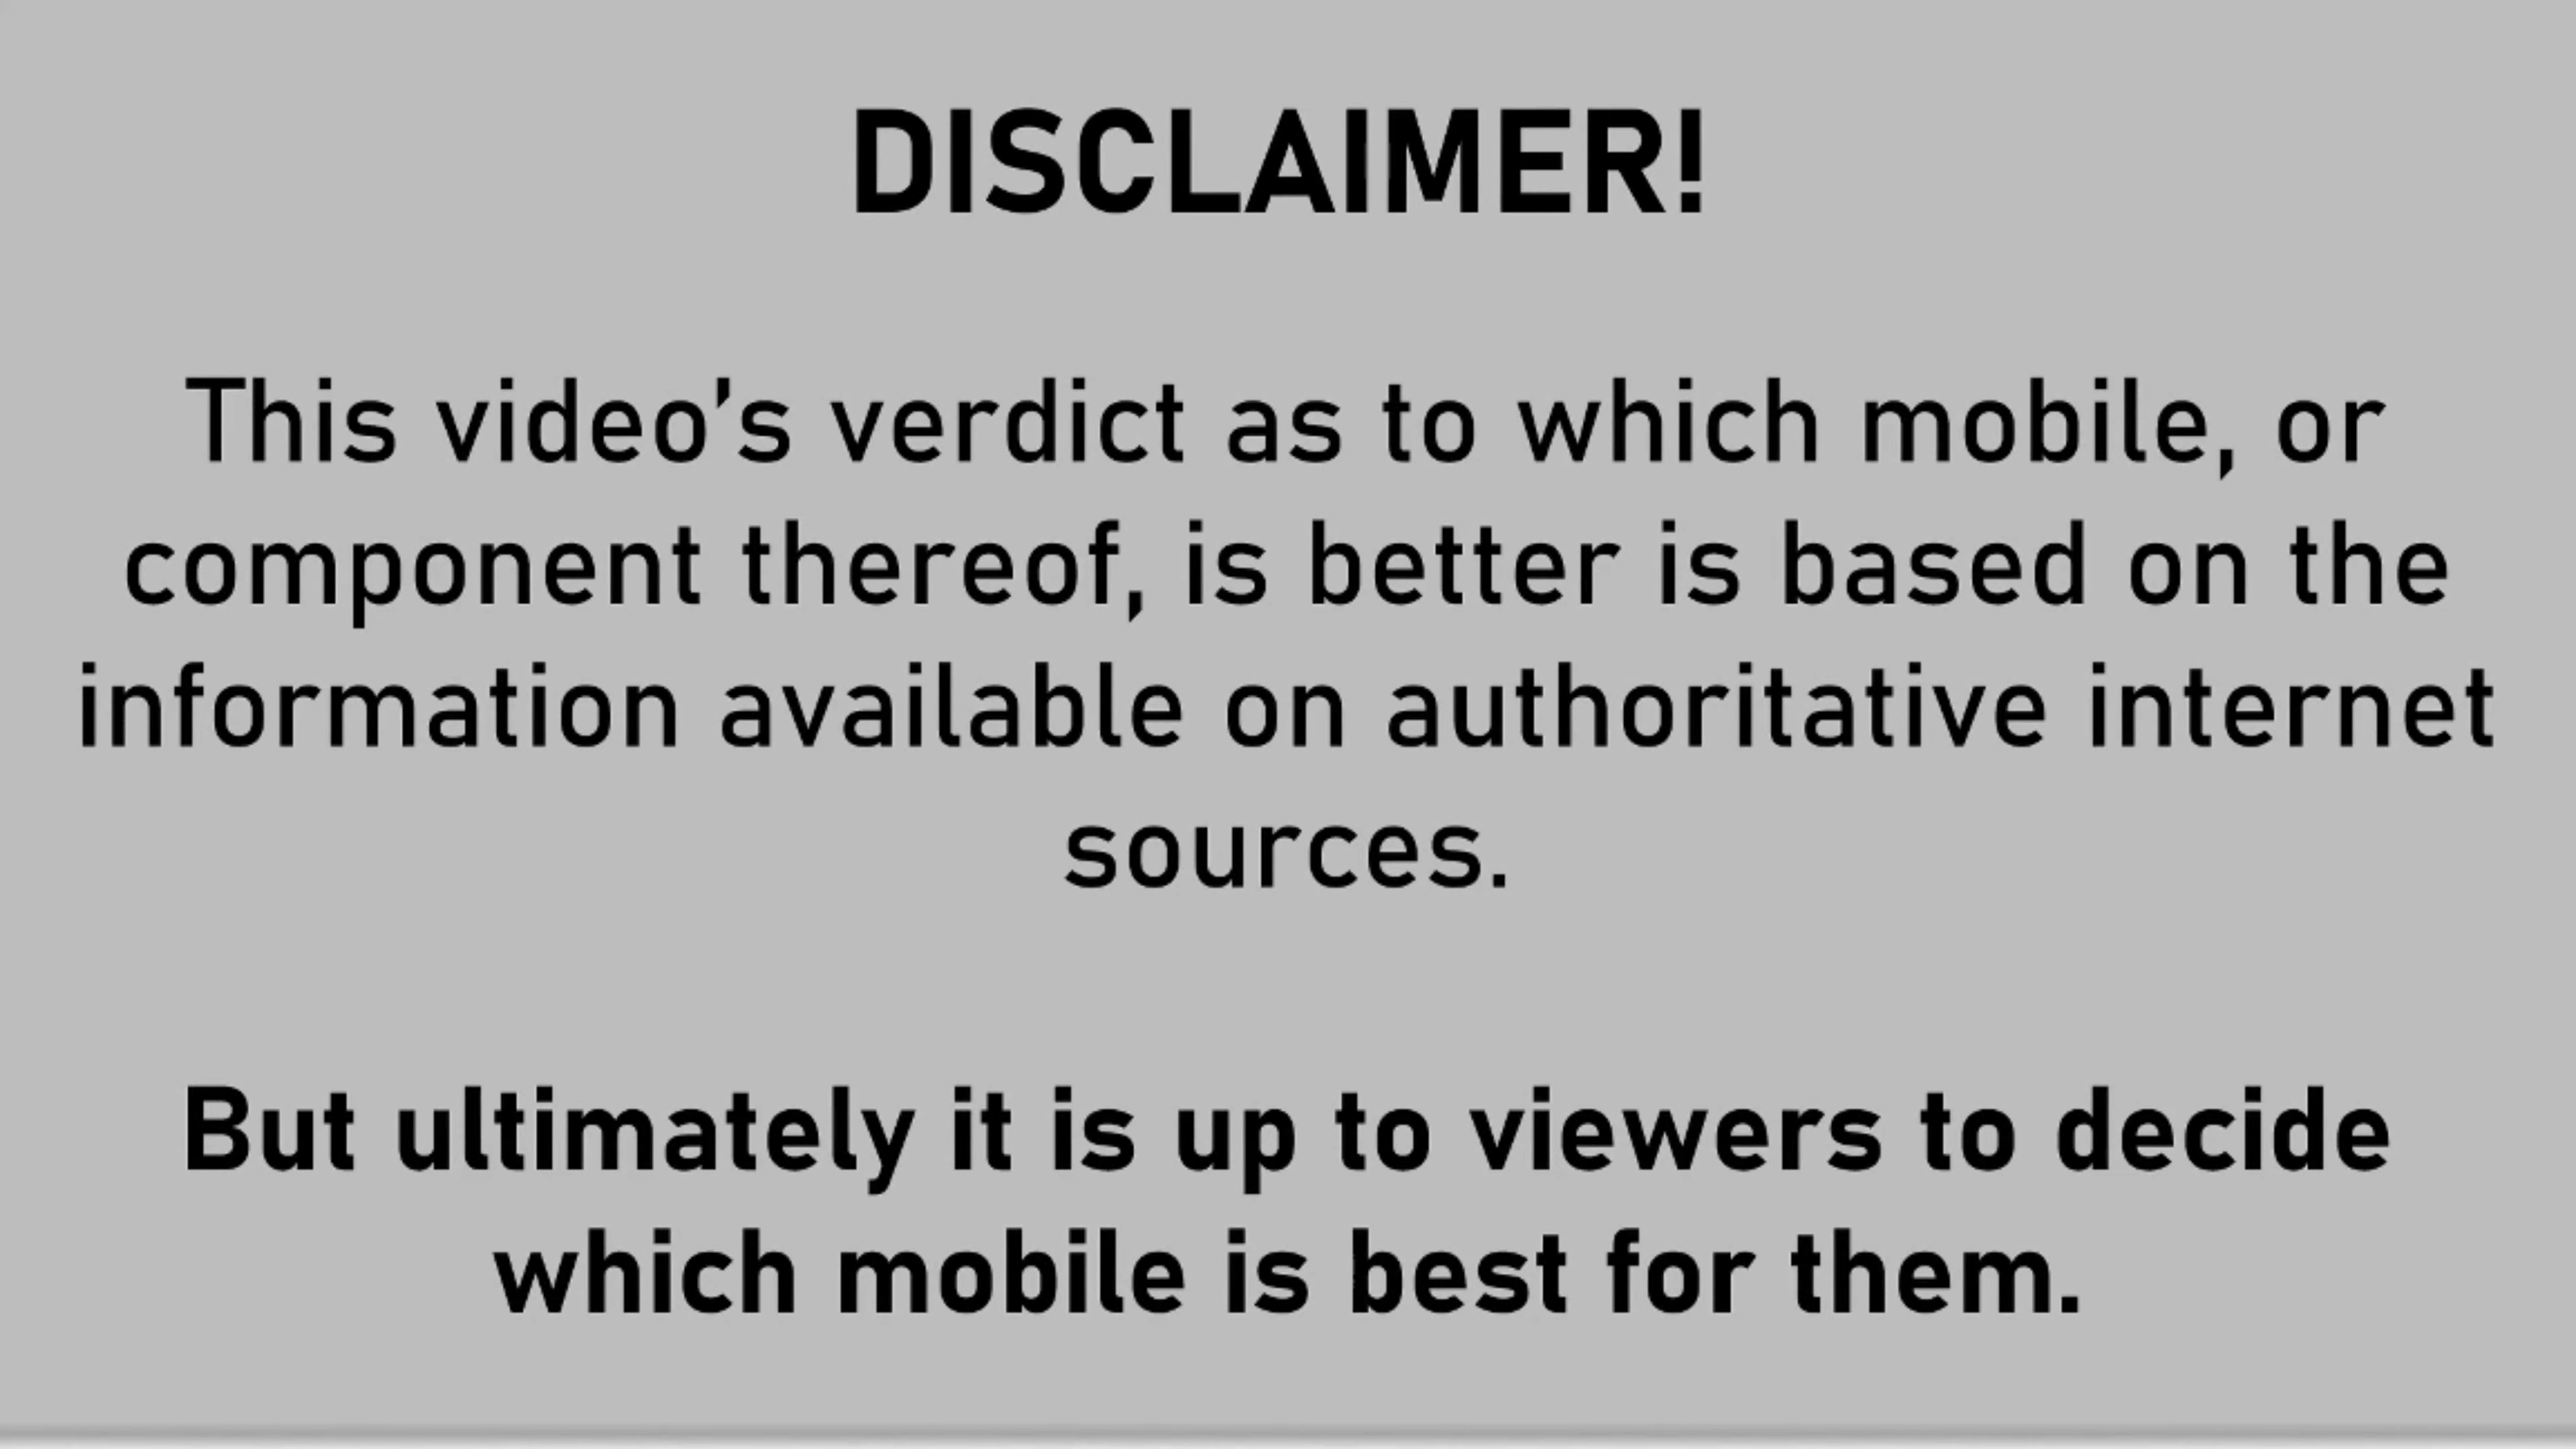 DISCLAIMER!
This video’s verdict as to which mobile, or
component thereof, is better is based on the
information available on authoritative internet
sources.
But ultimately it is up to viewers to decide
which mobile is best for them.